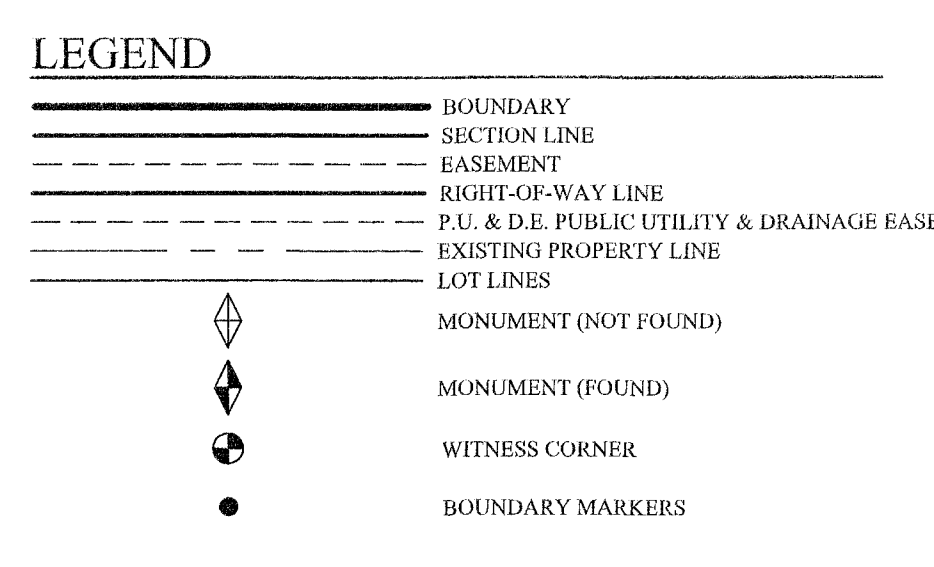 LEGEND
BOUNDARY
SECTION LINE
EASEMENT
RIGHT-OF-WAY LINE
P.U. & D.E. PUBLIC UTILITY & DRAINAGE EASE
EXISTING PROPERTY LINE
LOT LINES
MONUMENT (NOT FOUND)
MONUMENT (FOUND)
WITNESS CORNER
BOUNDARY MARKERS